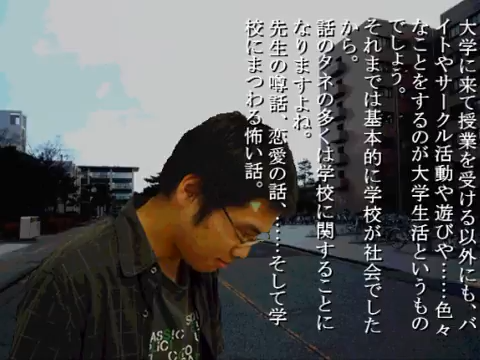 大学に来て授業を受ける以外にも、バ
イトやサークル活動や遊びや……色々
なことをするのが大学生活というもの
でしょう。
それまでは基本的に学校が社会でした
から。
話のタネの多くは学校に関することに
なりますよね。
先生の噂話、恋愛の話、……そして学
校にまつわる怖い話。
ASSIC